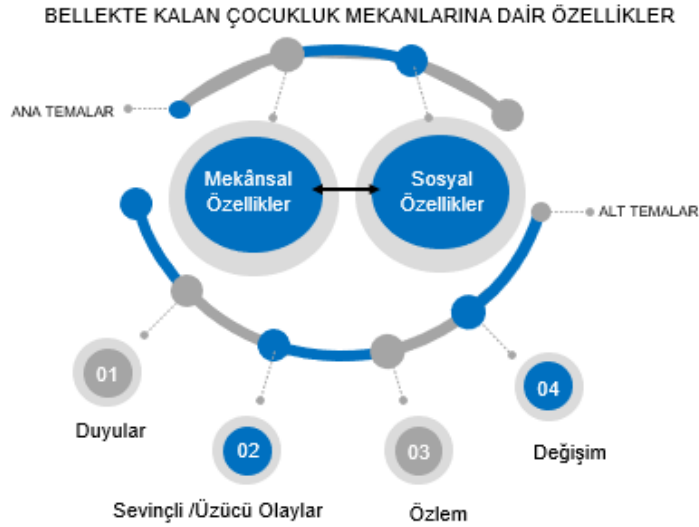 BELLEKTE KALAN ÇOCUKLUK MEKANLARINA DAİR ÖZELLİKLER
ANA TEMALAR
Mekânsal
Özellikler
Sosyal
Özellikler
ALT TEMALAR
01
Duyular
02
Sevinçli /Üzücü Olaylar
03
Özlem
04
Değişim